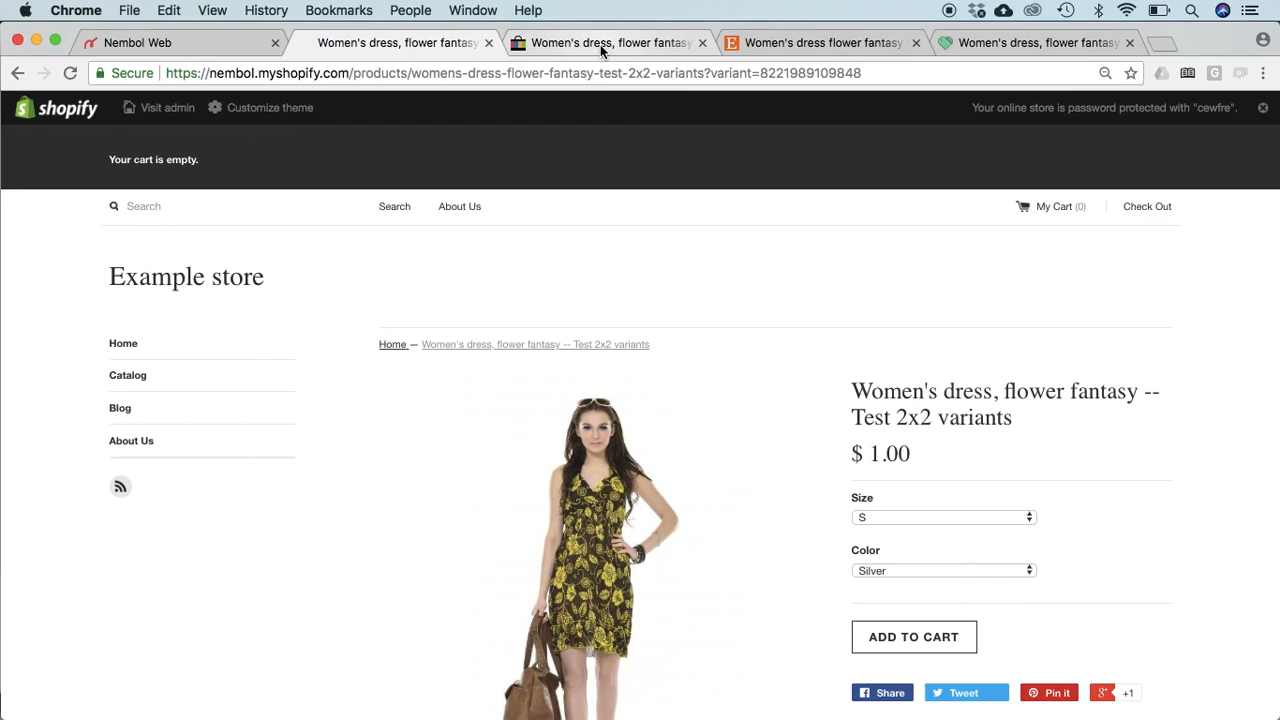 Chrome File Edit View History Bookmarks People Window Help
Nembol Web Women's dress, flower fantasy Women's dress, flower fantasy Women's dress flower fantasy Women's dress, flower fantasy
Secure https://nembol.myshopify.com/products/womens-dress-flower-fantasy-test-2x2-variants?variant=8221989109848
shopify Visit admin Customize theme Your online store is password protected with "cewfre".
Your cart is empty.
Search Search About Us My Cart (0) Check Out
Example store
Home
Catalog
Blog
About Us
Home — Women's dress, flower fantasy -- Test 2x2 variants
Women's dress, flower fantasy --
Test 2x2 variants
$ 1.00
Size
S
Color
Silver
ADD TO CART
Share Tweet Pin it g+ +1